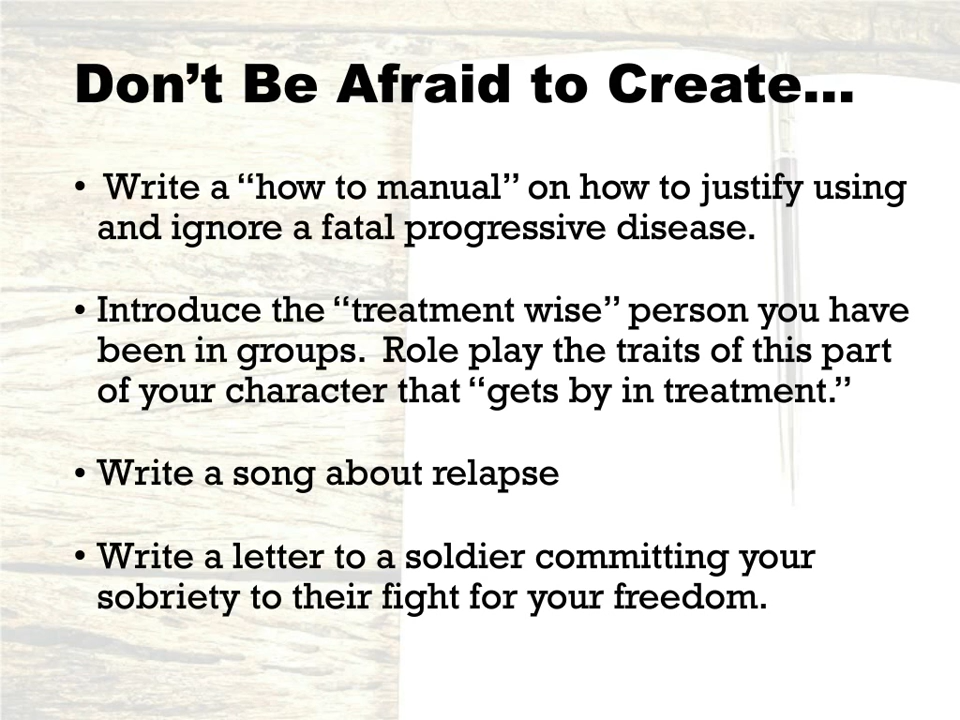 Don’t Be Afraid to Create…
• Write a “how to manual” on how to justify using
and ignore a fatal progressive disease.
• Introduce the “treatment wise” person you have
been in groups.  Role play the traits of this part
of your character that “gets by in treatment.”
• Write a song about relapse
• Write a letter to a soldier committing your
sobriety to their fight for your freedom.